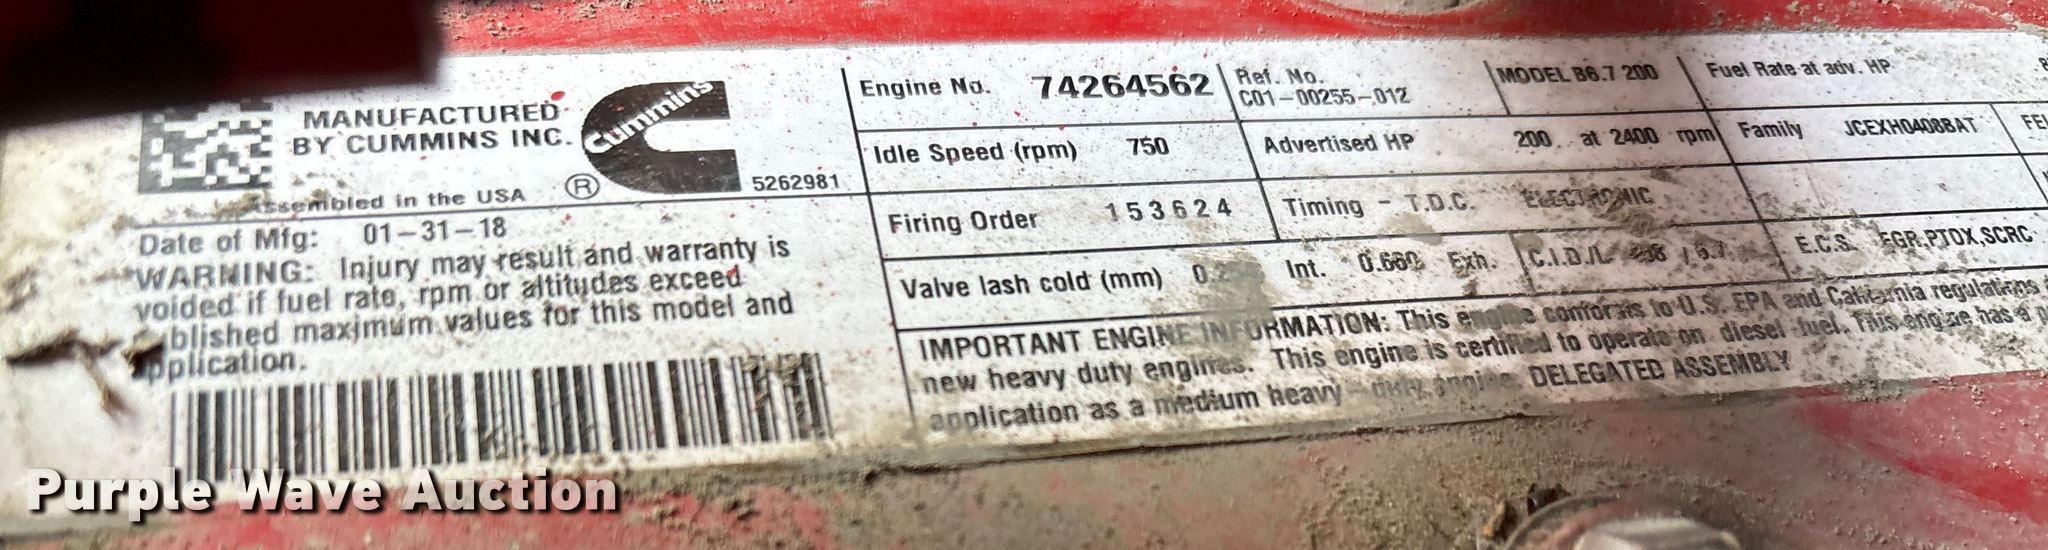 MANUFACTURED
BY CUMMINS INC.
Cummins
®
5262981
Assembled in the USA
Date of Mfg: 01-31-18
WARNING: Injury may result and warranty is
voided if fuel rate, rpm or altitudes exceed
published maximum values for this model and
application.
Engine No. 74264562
Ref. No.
C01-00255-012
MODEL B6.7 200
Fuel Rate at adv. HP
Idle Speed (rpm) 750
Advertised HP 200 at 2400 rpm
Family JCEXH0408BAT
Firing Order 153624
Timing - T.D.C. ELECTRONIC
Valve lash cold (mm) Int. 0.660 Exh.
C.I.D./L / 6.7
E.C.S. EGR,PTOX,SCRC
IMPORTANT ENGINE INFORMATION: This engine conforms to U.S. EPA and California regulations
new heavy duty engines. This engine is certified to operate on diesel fuel. This engine has a
application as a medium heavy - duty engine. DELEGATED ASSEMBLY
Purple Wave Auction